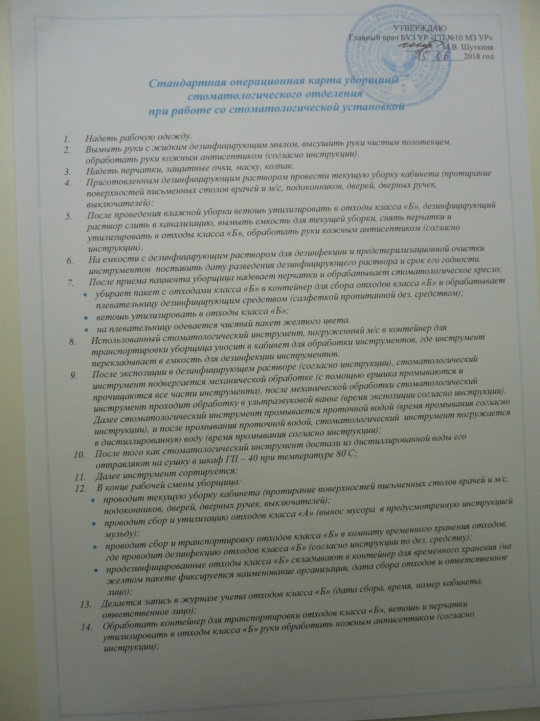 УТВЕРЖДАЮ
Главный врач БУЗ УР «ГП №10 МЗ УР»
М.В. Шуткина
15 06 2018 год
Стандартная операционная карта уборщицы
стоматологического отделения
при работе со стоматологической установкой
1. Надеть рабочую одежду.
2. Вымыть руки с жидким дезинфицирующим мылом, высушить руки чистым полотенцем,
обработать руки кожным антисептиком (согласно инструкции).
3. Надеть перчатки, защитные очки, маску, колпак.
4. Приготовленным дезинфицирующим раствором провести текущую уборку кабинета (протирание
поверхностей письменных столов врачей и м/с, подоконников, дверей, дверных ручек,
выключателей);
5. После проведения влажной уборки ветошь утилизировать в отходы класса «Б», дезинфицирующий
раствор слить в канализацию, вымыть емкость для текущей уборки, снять перчатки и
утилизировать в отходы класса «Б», обработать руки кожным антисептиком (согласно
инструкции).
6. На емкости с дезинфицирующим раствором для дезинфекции и предстерилизационной очистки
инструментов поставить дату разведения дезинфицирующего раствора и срок его годности.
7. После приема пациента уборщица надевает перчатки и обрабатывает стоматологическое кресло;
• убирает пакет с отходами класса «Б» в контейнер для сбора отходов класса «Б» и обрабатывает
плевательницу дезинфицирующим средством (салфеткой пропитанной дез. средством);
• ветошь утилизировать в отходы класса «Б»;
• на плевательницу одевается чистый пакет желтого цвета.
8. Использованный стоматологический инструмент, погруженный м/с в контейнер для
транспортировки уборщица уносит в кабинет для обработки инструментов, где инструмент
перекладывает в емкость для дезинфекции инструментов.
9. После экспозиции в дезинфицирующем растворе (согласно инструкции), стоматологический
инструмент подвергается механической обработке (с помощью ершика промываются и
прочищаются все части инструмента), после механической обработки стоматологический
инструмент проходит обработку в ультразвуковой ванне (время экспозиции согласно инструкции).
Далее стоматологический инструмент промывается проточной водой (время промывания согласно
инструкции), и после промывания проточной водой, стоматологический инструмент погружается
в дистиллированную воду (время промывания согласно инструкции).
10. После того как стоматологический инструмент достали из дистиллированной воды его
отправляют на сушку в шкаф ГП – 40 при температуре 80˚С;
11. Далее инструмент сортируется;
12. В конце рабочей смены уборщица:
• проводит текущую уборку кабинета (протирание поверхностей письменных столов врачей и м/с,
подоконников, дверей, дверных ручек, выключателей);
• проводит сбор и утилизацию отходов класса «А» (вынос мусора в предусмотренную инструкцией
мульду);
• проводит сбор и транспортировку отходов класса «Б» в комнату временного хранения отходов,
где проводит дезинфекцию отходов класса «Б» (согласно инструкции по дез. средству);
• продезинфицированные отходы класса «Б» складывают в контейнер для временного хранения (на
желтом пакете фиксируется наименование организации, дата сбора отходов и ответственное
лицо);
13. Делается запись в журнале учета отходов класса «Б» (дата сбора, время, номер кабинета,
ответственное лицо);
14. Обработать контейнер для транспортировки отходов класса «Б», ветошь и перчатки
утилизировать в отходы класса «Б» руки обработать кожным антисептиком (согласно
инструкции);